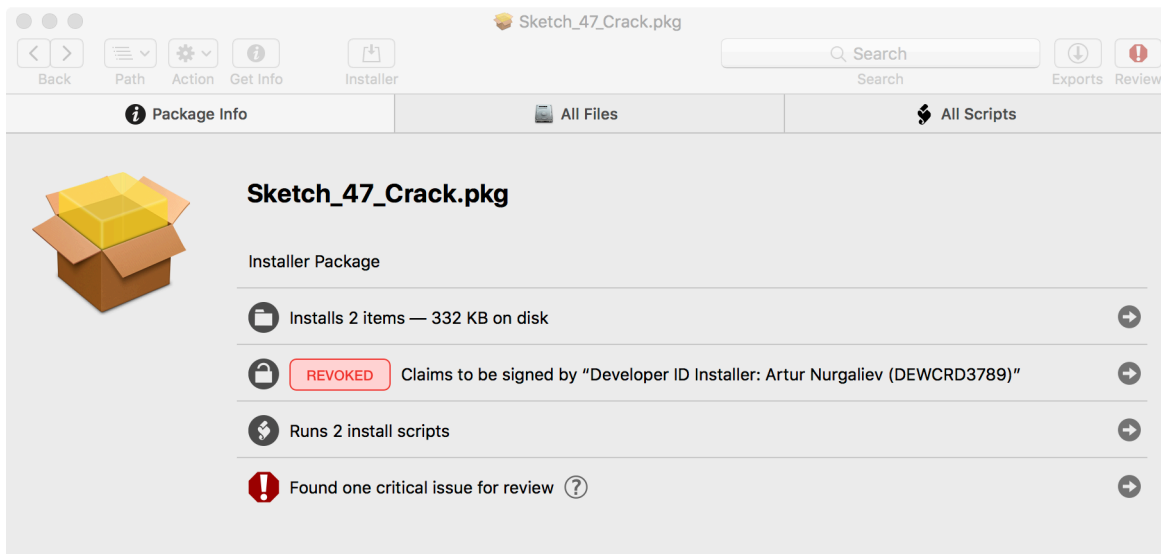 Sketch_47_Crack.pkg
Search
Back Path Action Get Info Installer Search Exports Review
Package Info All Files All Scripts
Sketch_47_Crack.pkg
Installer Package
Installs 2 items — 332 KB on disk
REVOKED Claims to be signed by “Developer ID Installer: Artur Nurgaliev (DEWCRD3789)”
Runs 2 install scripts
Found one critical issue for review ?